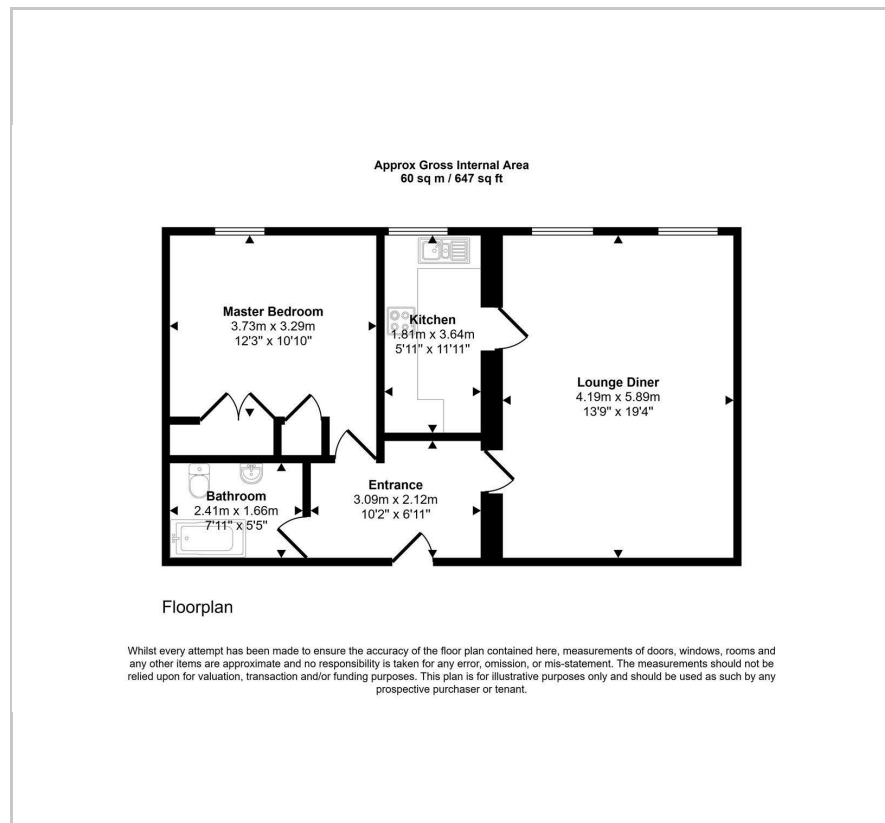 Approx Gross Internal Area
60 sq m / 647 sq ft
Master Bedroom
3.73m x 3.29m
12'3" x 10'10"
Kitchen
1.81m x 3.64m
5'11" x 11'11"
Lounge Diner
4.19m x 5.89m
13'9" x 19'4"
Bathroom
2.41m x 1.66m
7'11" x 5'5"
Entrance
3.09m x 2.12m
10'2" x 6'11"
Floorplan
Whilst every attempt has been made to ensure the accuracy of the floor plan contained here, measurements of doors, windows, rooms and
any other items are approximate and no responsibility is taken for any error, omission, or mis-statement. The measurements should not be
relied upon for valuation, transaction and/or funding purposes. This plan is for illustrative purposes only and should be used as such by any
prospective purchaser or tenant.